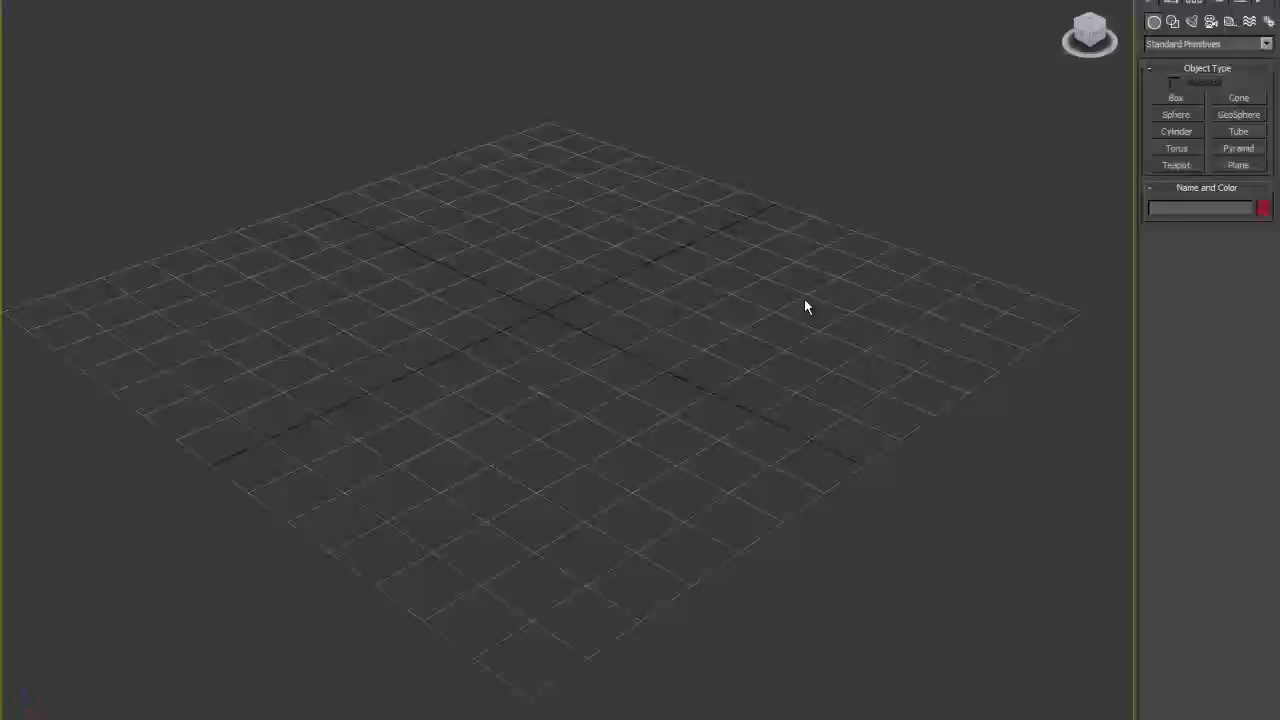 Standard Primitives
- Object Type
Box Cone
Sphere GeoSphere
Cylinder Tube
Torus Pyramid
Teapot Plane
- Name and Color